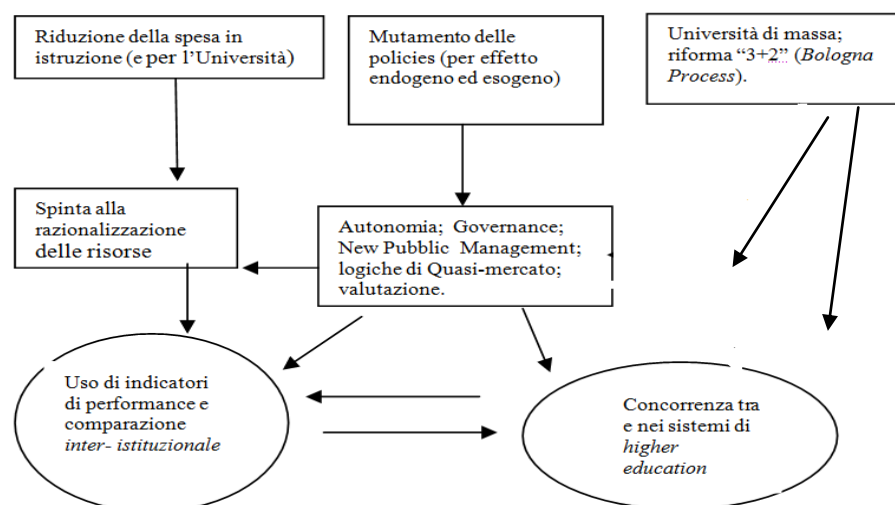 Riduzione della spesa in
istruzione (e per l’Università)
Mutamento delle
policies (per effetto
endogeno ed esogeno)
Università di massa;
riforma “3+2” (Bologna
Process).
Spinta alla
razionalizzazione
delle risorse
Autonomia; Governance;
New Pubblic Management;
logiche di Quasi-mercato;
valutazione.
Uso di indicatori
di performance e
comparazione
inter- istituzionale
Concorrenza tra
e nei sistemi di
higher
education